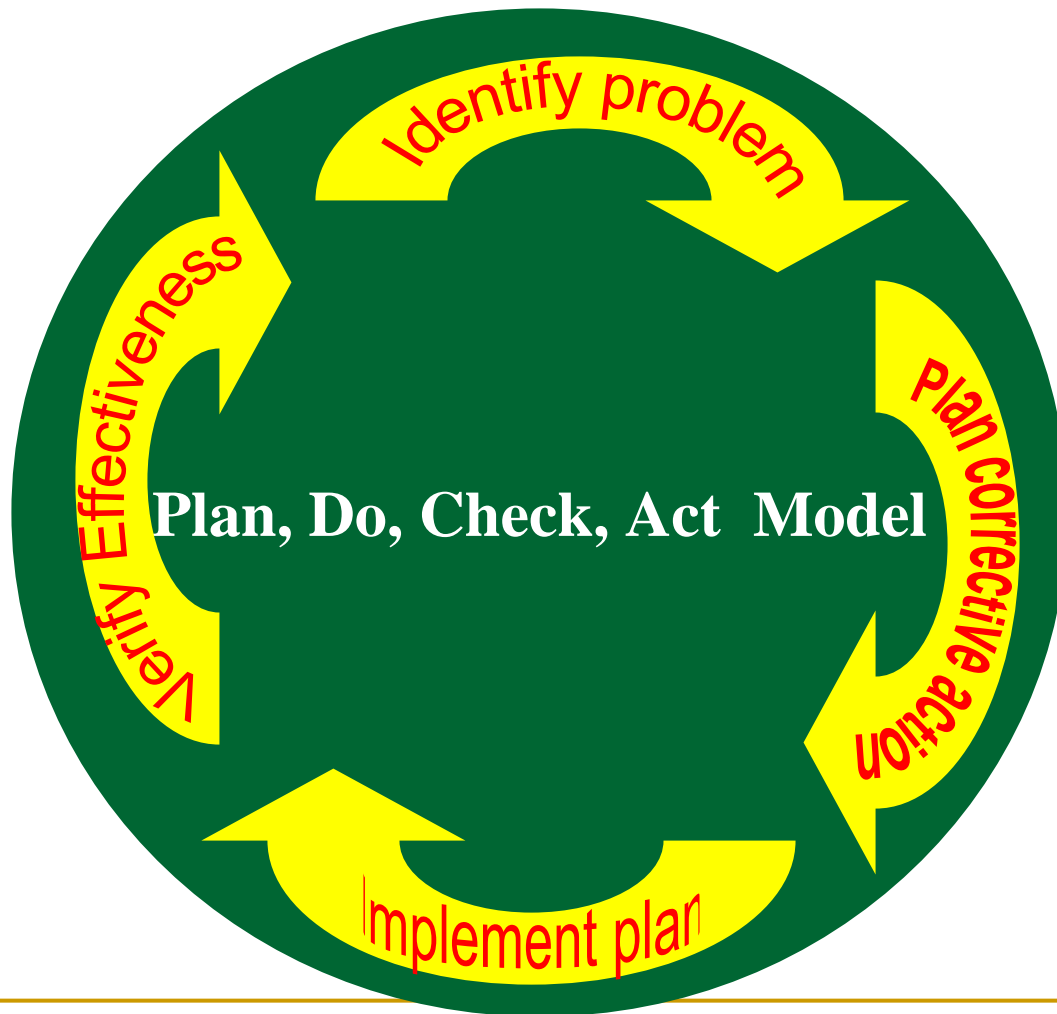 Identify problem
Plan corrective action
Plan, Do, Check, Act Model
Implement plan
Verify Effectiveness